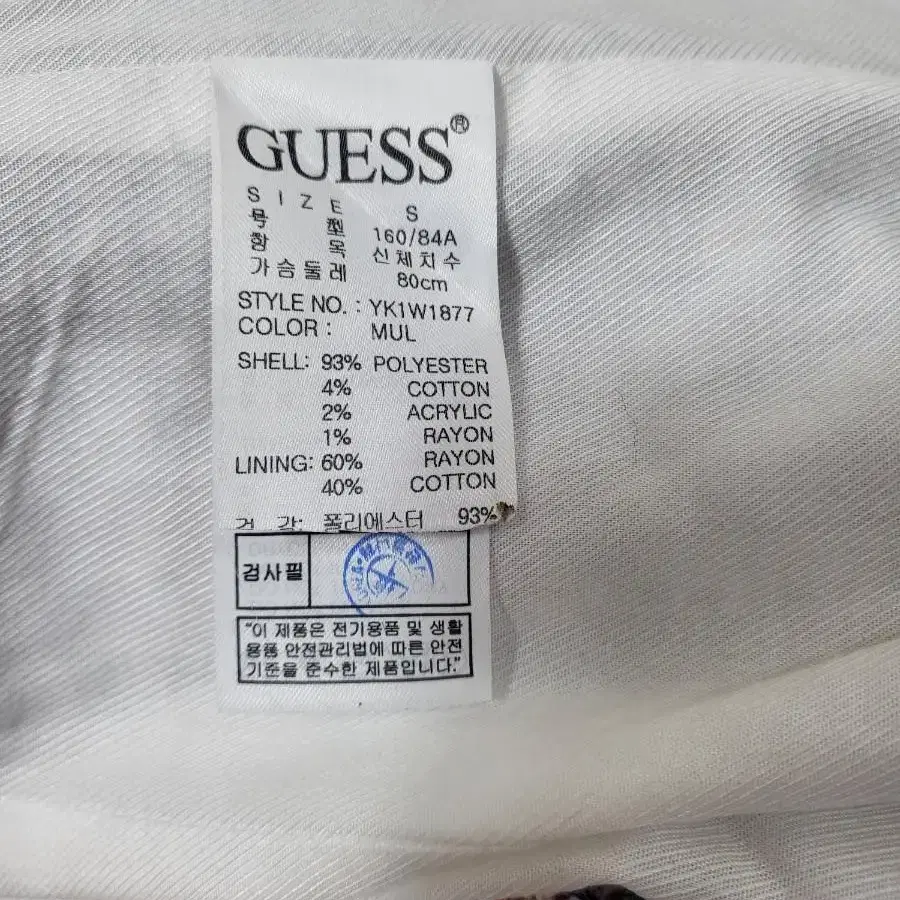 GUESS®
SIZE S
号 型 160/84A
항 목 신체치수
가슴둘레 80cm
STYLE NO. : YK1W1877
COLOR : MUL
SHELL: 93% POLYESTER
4% COTTON
2% ACRYLIC
1% RAYON
LINING: 60% RAYON
40% COTTON
겉 감: 폴리에스터 93%
검사필
"이 제품은 전기용품 및 생활
용품 안전관리법에 따른 안전
기준을 준수한 제품입니다."